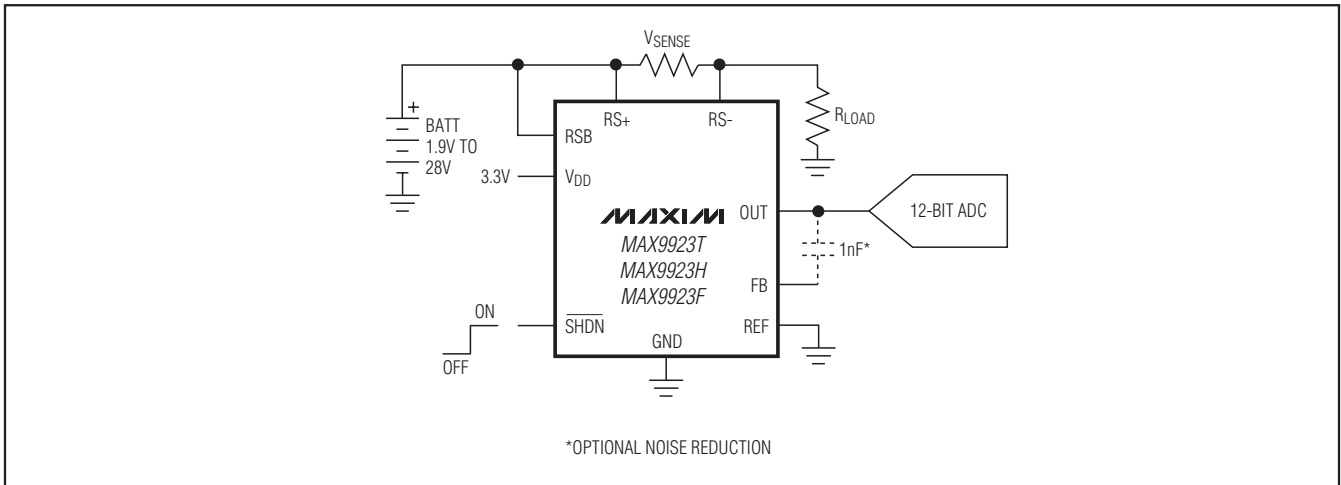 VSENSE
+
BATT
1.9V TO
28V
RS+
RS-
RLOAD
RSB
3.3V
VDD
MAXIM
MAX9923T
MAX9923H
MAX9923F
OUT
12-BIT ADC
1nF*
FB
REF
ON
OFF
SHDN
GND
*OPTIONAL NOISE REDUCTION